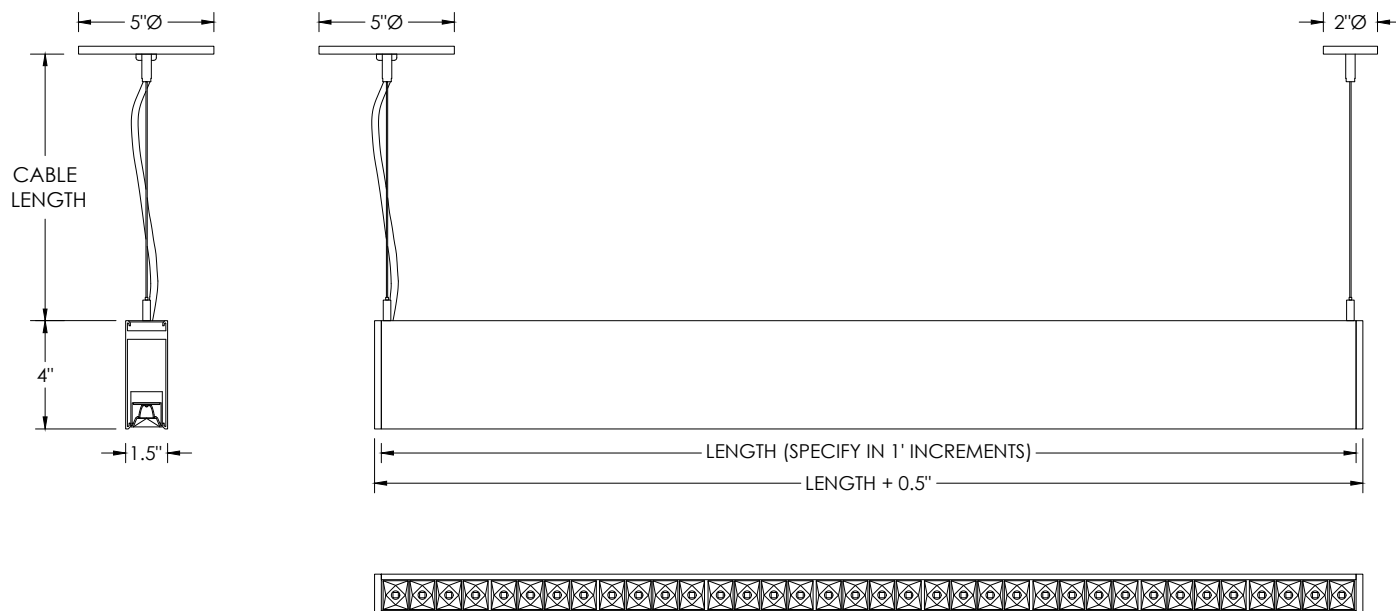 5"Ø
5"Ø
2"Ø
CABLE
LENGTH
4"
1.5"
LENGTH (SPECIFY IN 1' INCREMENTS)
LENGTH + 0.5"